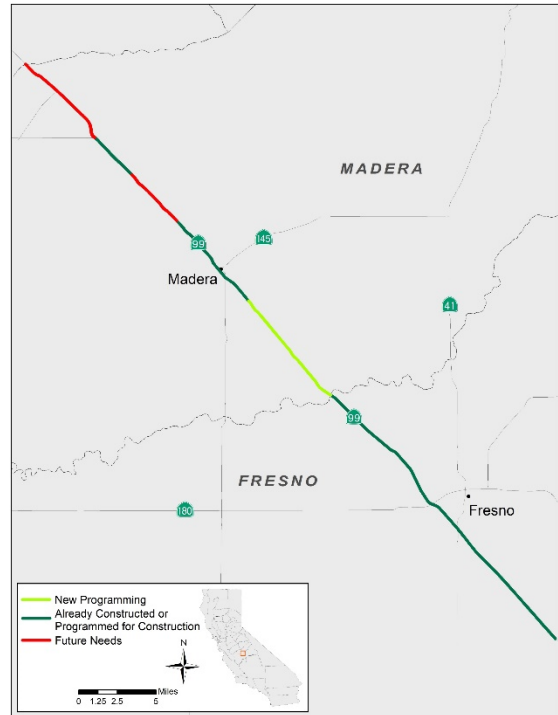 MADERA
145
99
Madera
41
99
FRESNO
180
Fresno
New Programming
Already Constructed or
Programmed for Construction
Future Needs
N
Miles
0 1.25 2.5 5